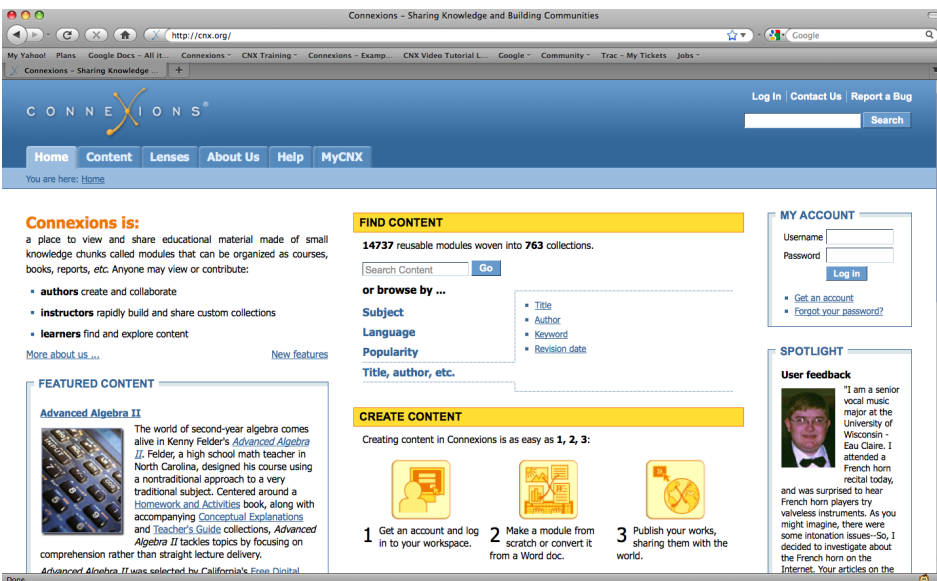 Connexions - Sharing Knowledge and Building Communities
http://cnx.org/
Google
My Yahoo! Plans Google Docs - All it... Connexions CNX Training Connexions - Examp... CNX Video Tutorial L... Google Community Trac - My Tickets Jobs
Connexions - Sharing Knowledge ... +
CONNEXIONS®
Log In | Contact Us | Report a Bug
Search
Home Content Lenses About Us Help MyCNX
You are here: Home
Connexions is:
a place to view and share educational material made of small
knowledge chunks called modules that can be organized as courses,
books, reports, etc. Anyone may view or contribute:
authors create and collaborate
instructors rapidly build and share custom collections
learners find and explore content
More about us ... New features
FEATURED CONTENT
Advanced Algebra II
The world of second-year algebra comes
alive in Kenny Felder's Advanced Algebra
II. Felder, a high school math teacher in
North Carolina, designed his course using
a nontraditional approach to a very
traditional subject. Centered around a
Homework and Activities book, along with
accompanying Conceptual Explanations
and Teacher's Guide collections, Advanced
Algebra II tackles topics by focusing on
comprehension rather than straight lecture delivery.
Advanced Algebra II was selected by California's Free Digital
FIND CONTENT
14737 reusable modules woven into 763 collections.
Search Content Go
or browse by ...
Subject
Language
Popularity
Title, author, etc.
Title
Author
Keyword
Revision date
CREATE CONTENT
Creating content in Connexions is as easy as 1, 2, 3:
1 Get an account and log
in to your workspace.
2 Make a module from
scratch or convert it
from a Word doc.
3 Publish your works,
sharing them with the
world.
MY ACCOUNT
Username
Password
Log in
Get an account
Forgot your password?
SPOTLIGHT
User feedback
"I am a senior
vocal music
major at the
University of
Wisconsin -
Eau Claire. I
attended a
French horn
recital today,
and was surprised to hear
French horn players try
valveless instruments. As you
might imagine, there were
some intonation issues--So, I
decided to investigate about
the French horn on the
Internet. Your articles on the
Done